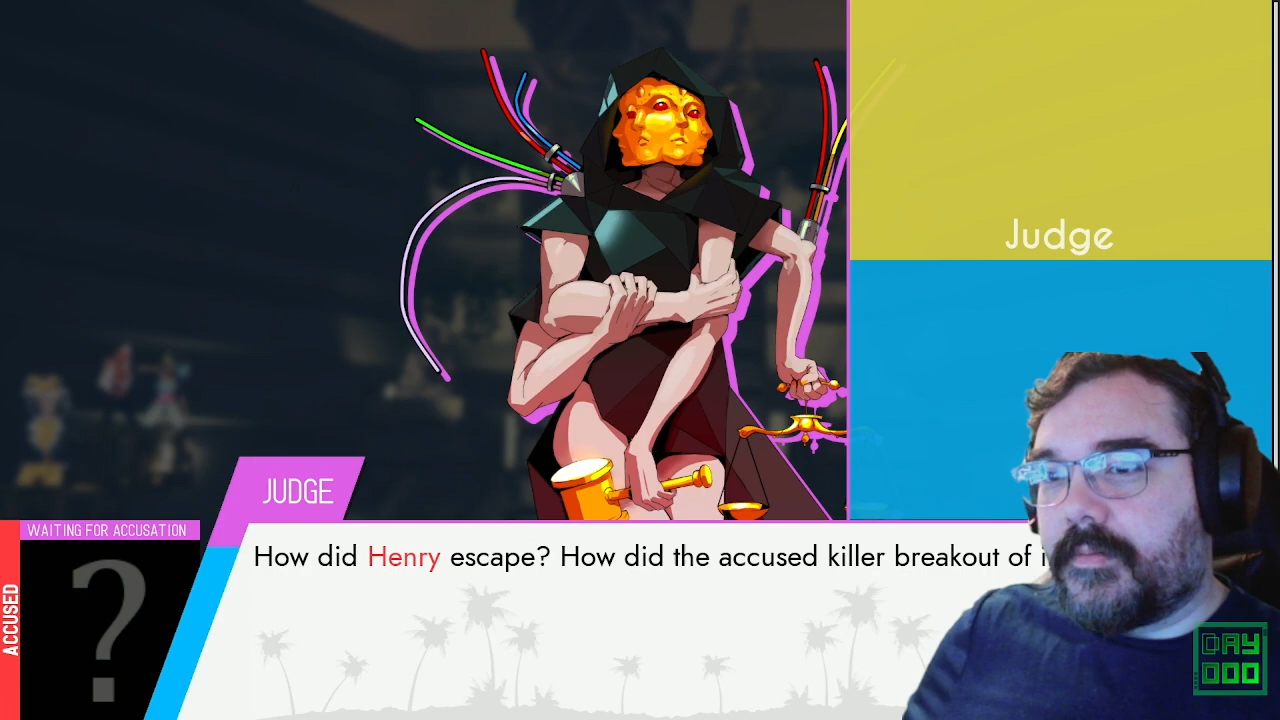 Judge
JUDGE
WAITING FOR ACCUSATION
How did Henry escape? How did the accused killer breakout of
ACCUSED
?
DAY
000